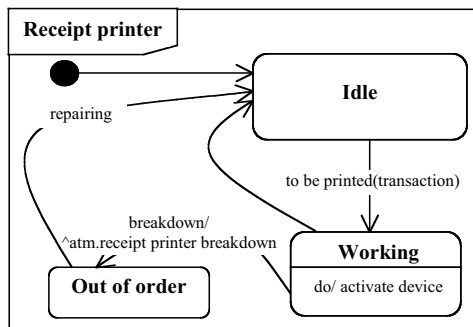 Receipt printer
Idle
repairing
to be printed(transaction)
breakdown/
^atm.receipt printer breakdown
Working
do/ activate device
Out of order